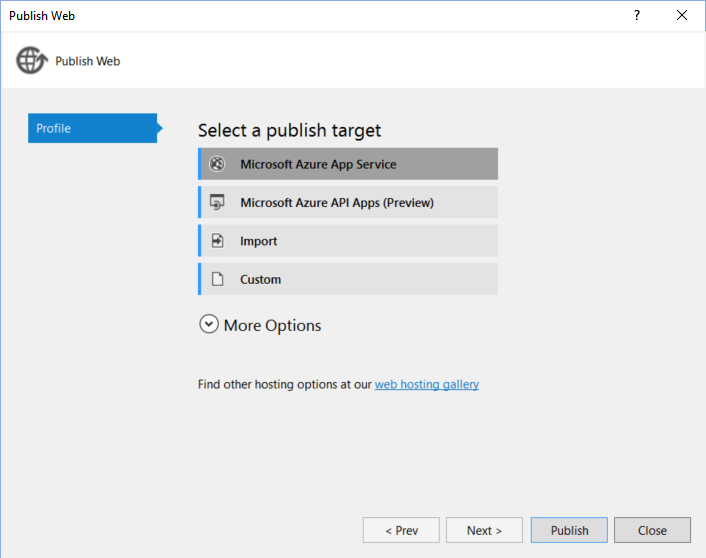 Publish Web
?
Publish Web
Profile
Select a publish target
Microsoft Azure App Service
Microsoft Azure API Apps (Preview)
Import
Custom
More Options
Find other hosting options at our web hosting gallery
< Prev
Next >
Publish
Close